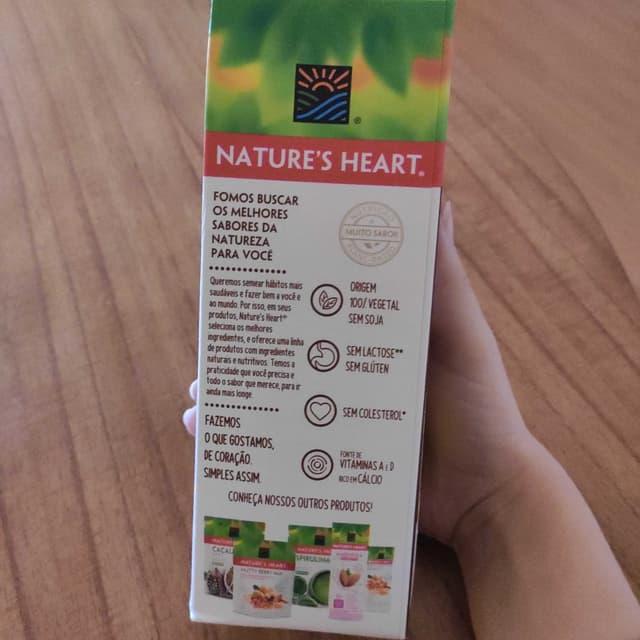 NATURE'S HEART®
FOMOS BUSCAR
OS MELHORES
SABORES DA
NATUREZA
PARA VOCÊ
Queremos semear hábitos mais
saudáveis e fazer bem a você e
ao mundo. Por isso, em seus
produtos, Nature's Heart®
seleciona os melhores
ingredientes, e oferece uma linha
de produtos com ingredientes
naturais e nutritivos. Temos a
praticidade que você precisa e
todo o sabor que merece, para ir
ainda mais longe.
FAZEMOS
O QUE GOSTAMOS,
DE CORAÇÃO.
SIMPLES ASSIM.
MUITO SABOR
ORIGEM
100% VEGETAL
SEM SOJA
SEM LACTOSE**
SEM GLÚTEN
SEM COLESTEROL*
FONTE DE
VITAMINAS A E D
RICO EM CÁLCIO
CONHEÇA NOSSOS OUTROS PRODUTOS!
CACAU
NATURE'S HEART
NATURE'S HEART
SPIRULINA
NATURE'S HEART